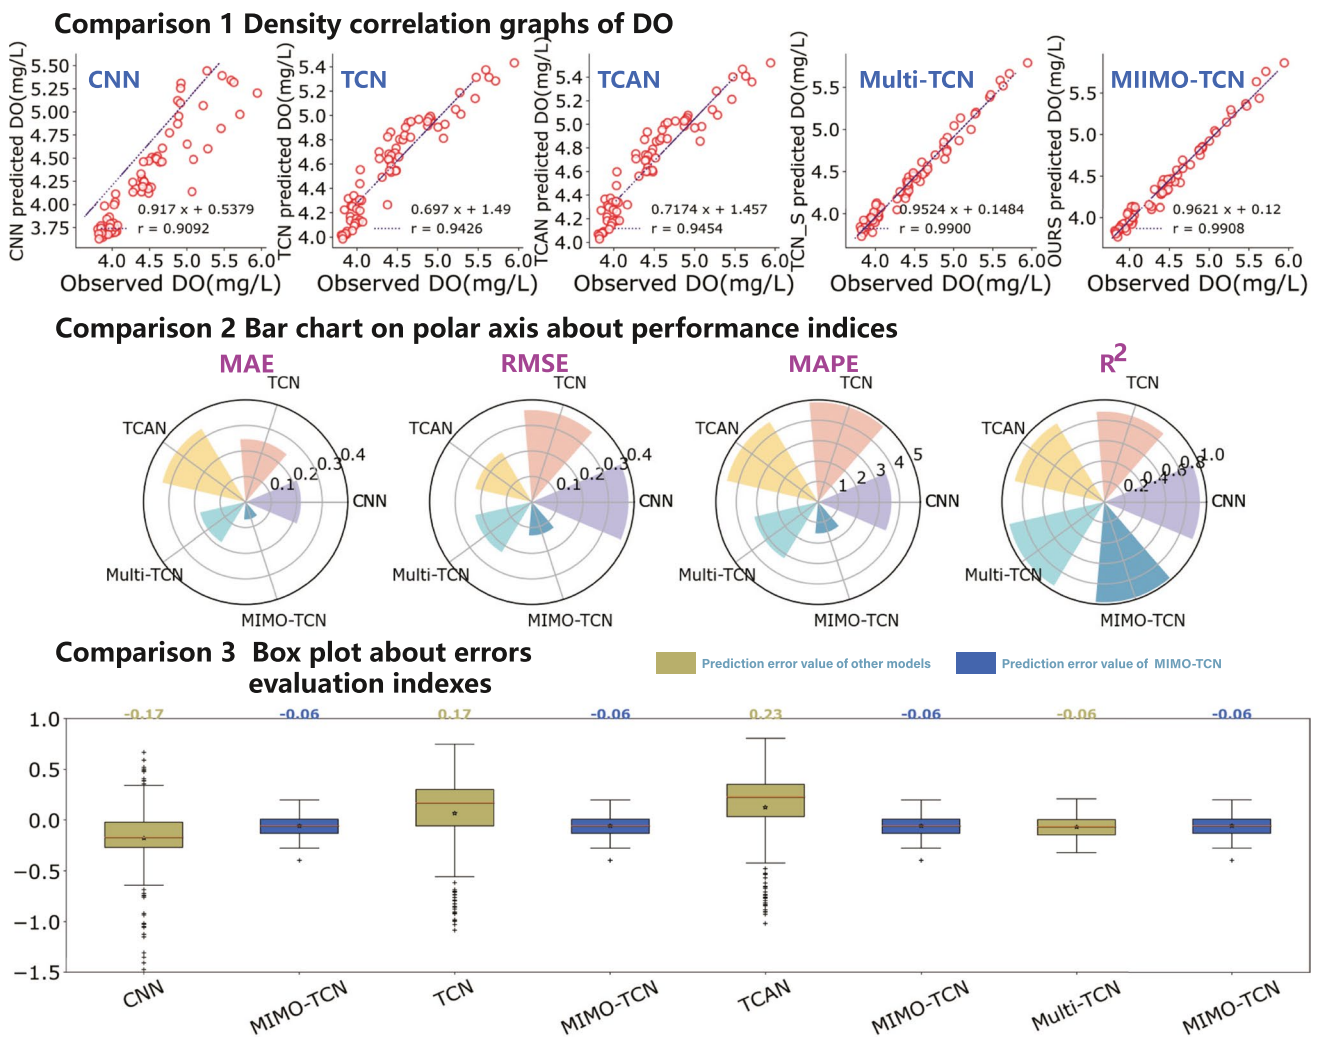 Comparison 1 Density correlation graphs of DO
CNN predicted DO(mg/L)
5.50
5.25
5.00
4.75
4.50
4.25
4.00
3.75
CNN
0.917 x + 0.5379
r = 0.9092
4.0 4.5 5.0 5.5 6.0
Observed DO(mg/L)
TCN predicted DO(mg/L)
5.4
5.2
5.0
4.8
4.6
4.4
4.2
4.0
TCN
0.697 x + 1.49
r = 0.9426
4.0 4.5 5.0 5.5 6.0
Observed DO(mg/L)
TCAN predicted DO(mg/L)
5.4
5.2
5.0
4.8
4.6
4.4
4.2
4.0
TCAN
0.7174 x + 1.457
r = 0.9454
4.0 4.5 5.0 5.5 6.0
Observed DO(mg/L)
TCN_S predicted DO(mg/L)
5.5
5.0
4.5
4.0
Multi-TCN
0.9524 x + 0.1484
r = 0.9900
4.0 4.5 5.0 5.5 6.0
Observed DO(mg/L)
OURS predicted DO(mg/L)
5.5
5.0
4.5
4.0
MIIMO-TCN
0.9621 x + 0.12
r = 0.9908
4.0 4.5 5.0 5.5 6.0
Observed DO(mg/L)
Comparison 2 Bar chart on polar axis about performance indices
MAE
TCN
TCAN
0.1 0.2 0.3 0.4
CNN
Multi-TCN
MIMO-TCN
RMSE
TCN
TCAN
0.1 0.2 0.3 0.4
CNN
Multi-TCN
MIMO-TCN
MAPE
TCN
TCAN
1 2 3 4 5
CNN
Multi-TCN
MIMO-TCN
R2
TCN
TCAN
0.2 0.4 0.6 0.8 1.0
CNN
Multi-TCN
MIMO-TCN
Comparison 3 Box plot about errors
evaluation indexes
Prediction error value of other models
Prediction error value of MIMO-TCN
-0.17 -0.06 0.17 -0.06 0.23 -0.06 -0.06 -0.06
1.0
0.5
0.0
−0.5
−1.0
−1.5
CNN MIMO-TCN TCN MIMO-TCN TCAN MIMO-TCN Multi-TCN MIMO-TCN